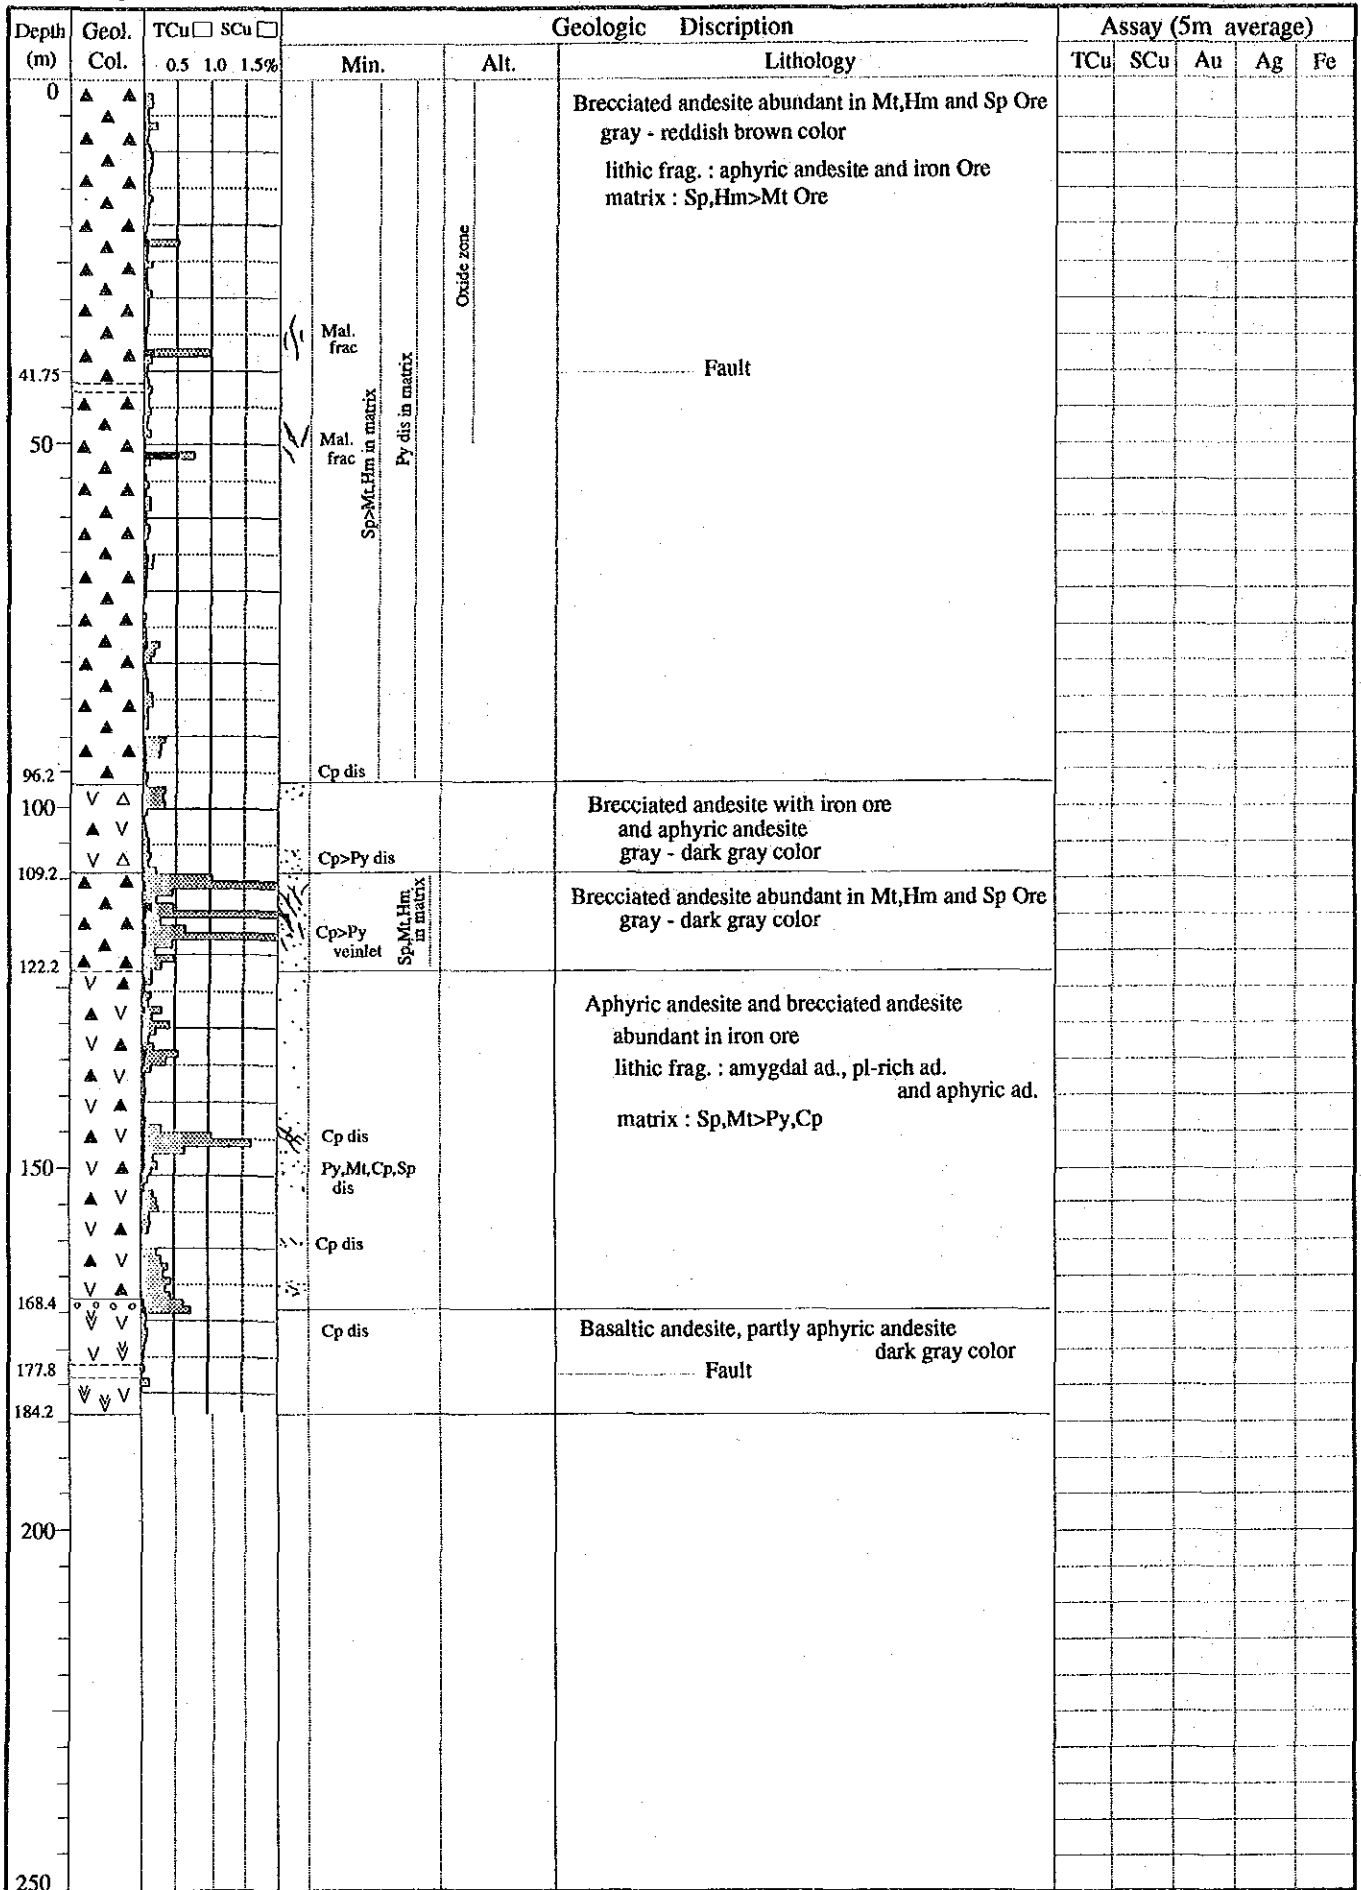 Depth Geol. TCu SCu Geologic Discription Assay (5m average)
(m) Col. 0.5 1.0 1.5% Min. Alt. Lithology TCu SCu Au Ag Fe
0
Brecciated andesite abundant in Mt,Hm and Sp Ore
gray - reddish brown color
lithic frag. : aphyric andesite and iron Ore
matrix : Sp,Hm>Mt Ore
Oxide zone
Mal.
frac
Sp>Mt,Hm in matrix
Py dis in matrix
41.75 Fault
50
Mal.
frac
96.2 Cp dis
100
Brecciated andesite with iron ore
and aphyric andesite
gray - dark gray color
Cp>Py dis
109.2
Brecciated andesite abundant in Mt,Hm and Sp Ore
gray - dark gray color
Cp>Py
veinlet
Sp,Mt,Hm
in matrix
122.2
Aphyric andesite and brecciated andesite
abundant in iron ore
lithic frag. : amygdal ad., pl-rich ad.
and aphyric ad.
matrix : Sp,Mt>Py,Cp
Cp dis
150 Py,Mt,Cp,Sp
dis
Cp dis
168.4
Cp dis Basaltic andesite, partly aphyric andesite
dark gray color
177.8 Fault
184.2
200
250